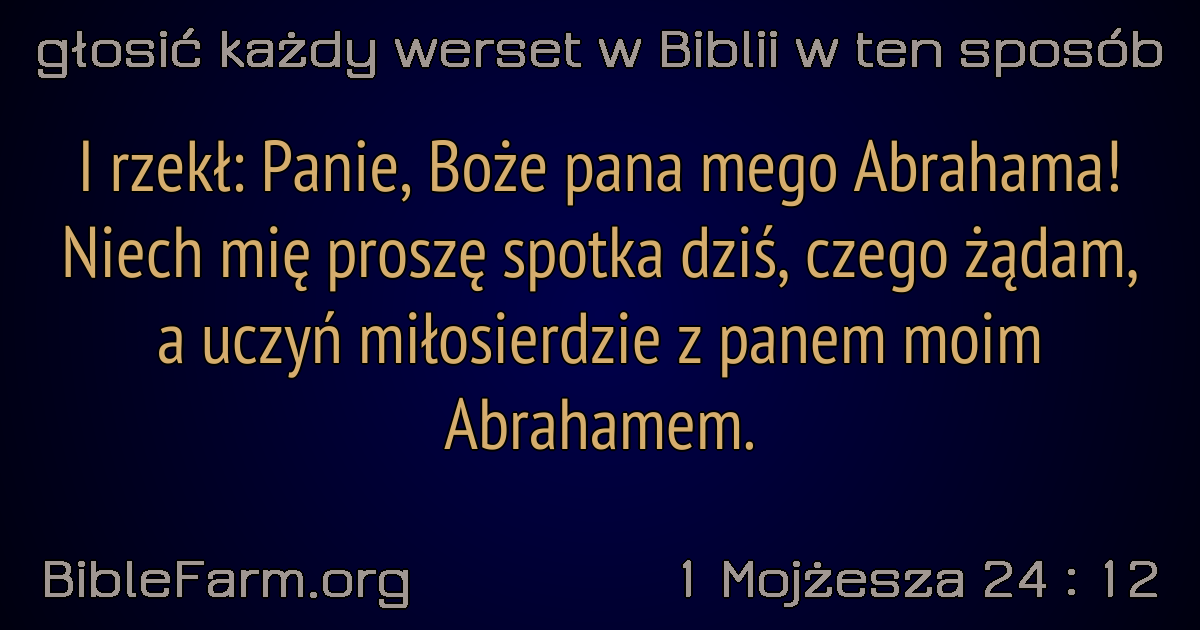 głosić każdy werset w Biblii w ten sposób
I rzekł: Panie, Boże pana mego Abrahama!
Niech mię proszę spotka dziś, czego żądam,
a uczyń miłosierdzie z panem moim
Abrahamem.
BibleFarm.org
1 Mojżesza 24 : 12